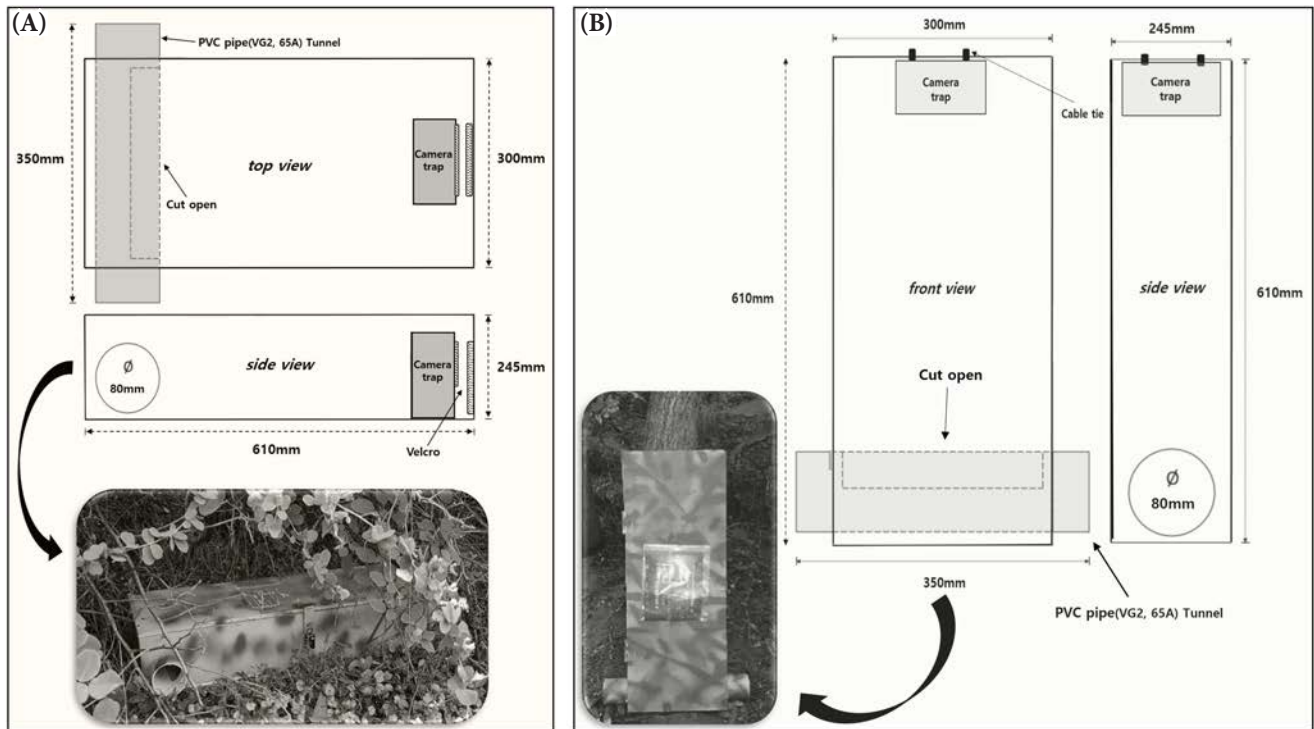 (A)
PVC pipe(VG2, 65A) Tunnel
350mm
top view
Camera
trap
300mm
Cut open
side view
Ø
80mm
Camera
trap
245mm
610mm
Velcro
(B)
300mm
245mm
Camera
trap
Cable tie
Camera
trap
610mm
front view
side view
610mm
Cut open
Ø
80mm
350mm
PVC pipe(VG2, 65A) Tunnel